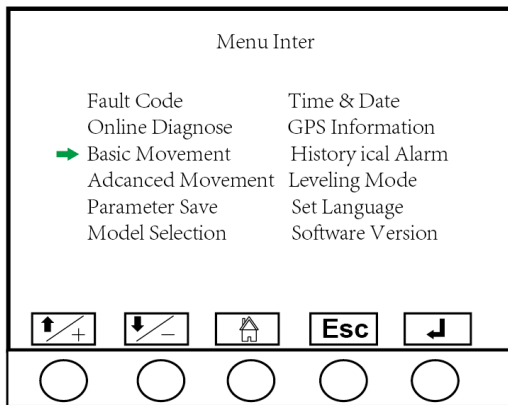 Menu Inter
Fault Code
Online Diagnose
Basic Movement
Adcanced Movement
Parameter Save
Model Selection
Time & Date
GPS Information
History ical Alarm
Leveling Mode
Set Language
Software Version
+
−
Esc